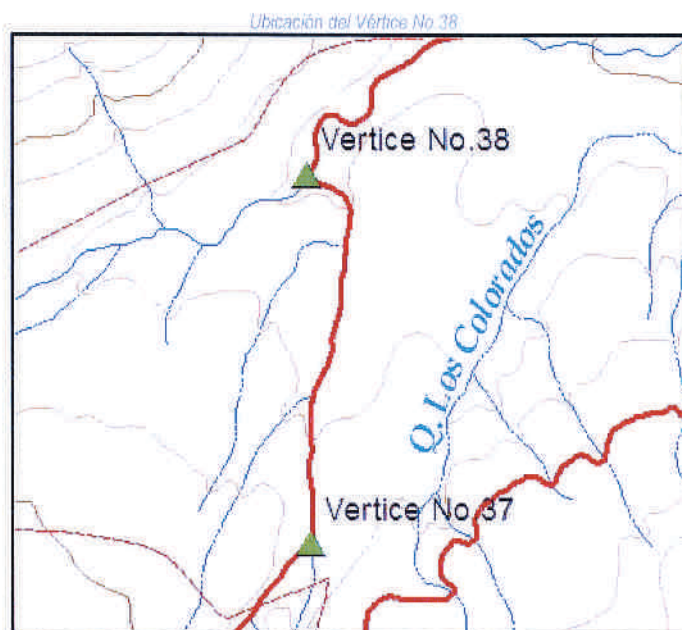 Ubicación del Vértice No.38
Vertice No.38
Q. Los Colorados
Vertice No.37